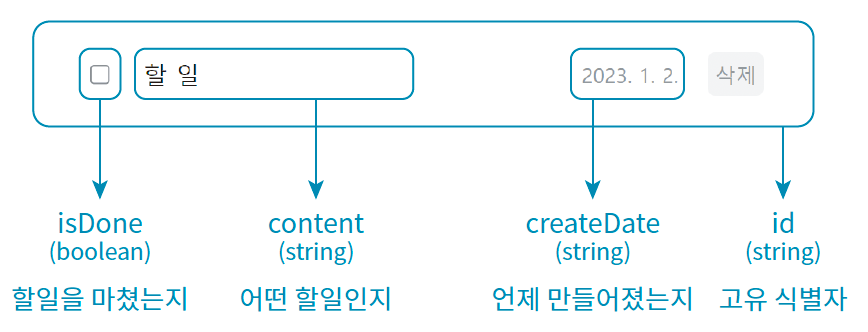 할 일 2023. 1. 2. 삭제
isDone content createDate id
(boolean) (string) (string) (string)
할일을 마쳤는지 어떤 할일인지 언제 만들어졌는지 고유 식별자